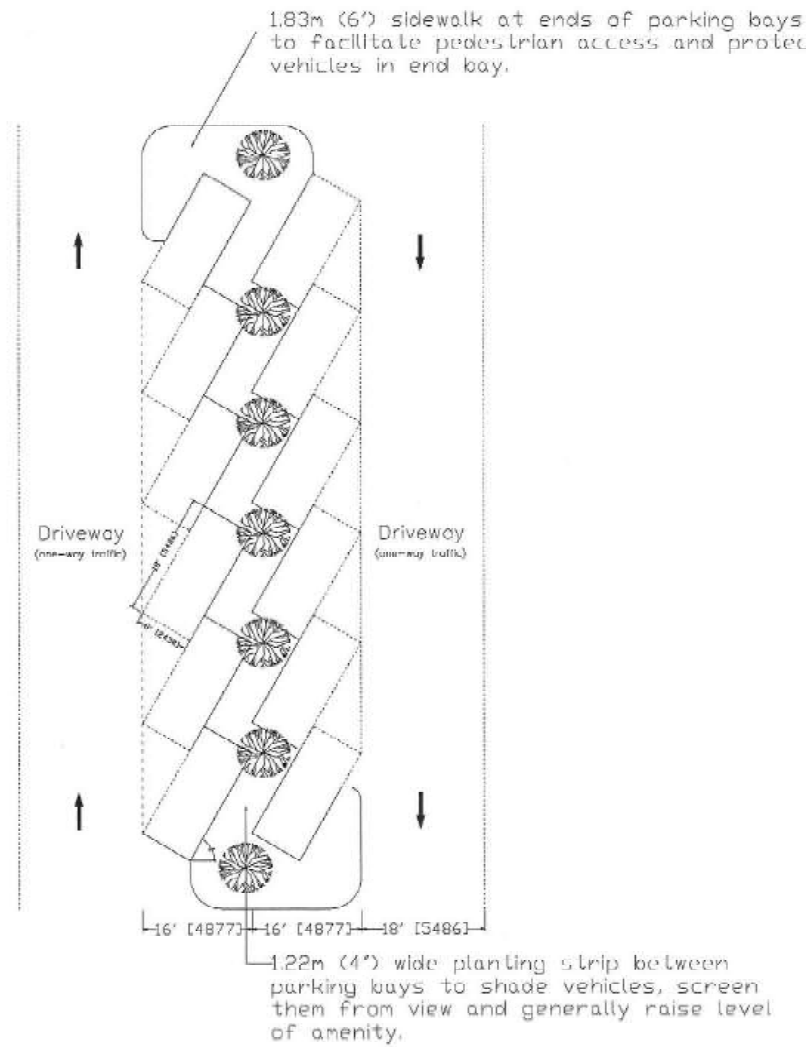 1.83m (6') sidewalk at ends of parking bays
to facilitate pedestrian access and protec
vehicles in end bay.
Driveway
(one-way traffic)
Driveway
(one-way traffic)
18' [5486]
16' [4877]
16' [4877]
18' [5486]
1.22m (4') wide planting strip between
parking bays to shade vehicles, screen
them from view and generally raise level
of amenity.